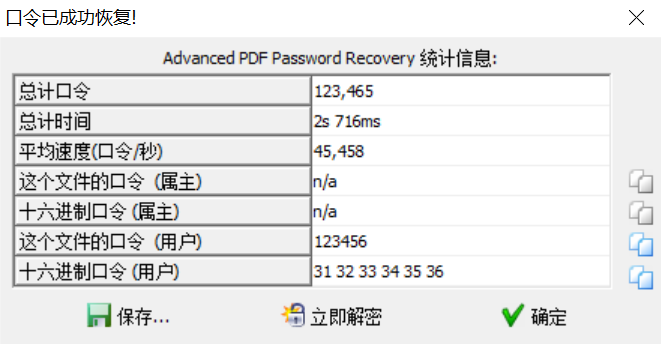 口令已成功恢复!
Advanced PDF Password Recovery 统计信息:
总计口令 123,465
总计时间 2s 716ms
平均速度(口令/秒) 45,458
这个文件的口令 (属主) n/a
十六进制口令 (属主) n/a
这个文件的口令 (用户) 123456
十六进制口令 (用户) 31 32 33 34 35 36
保存... 立即解密 确定